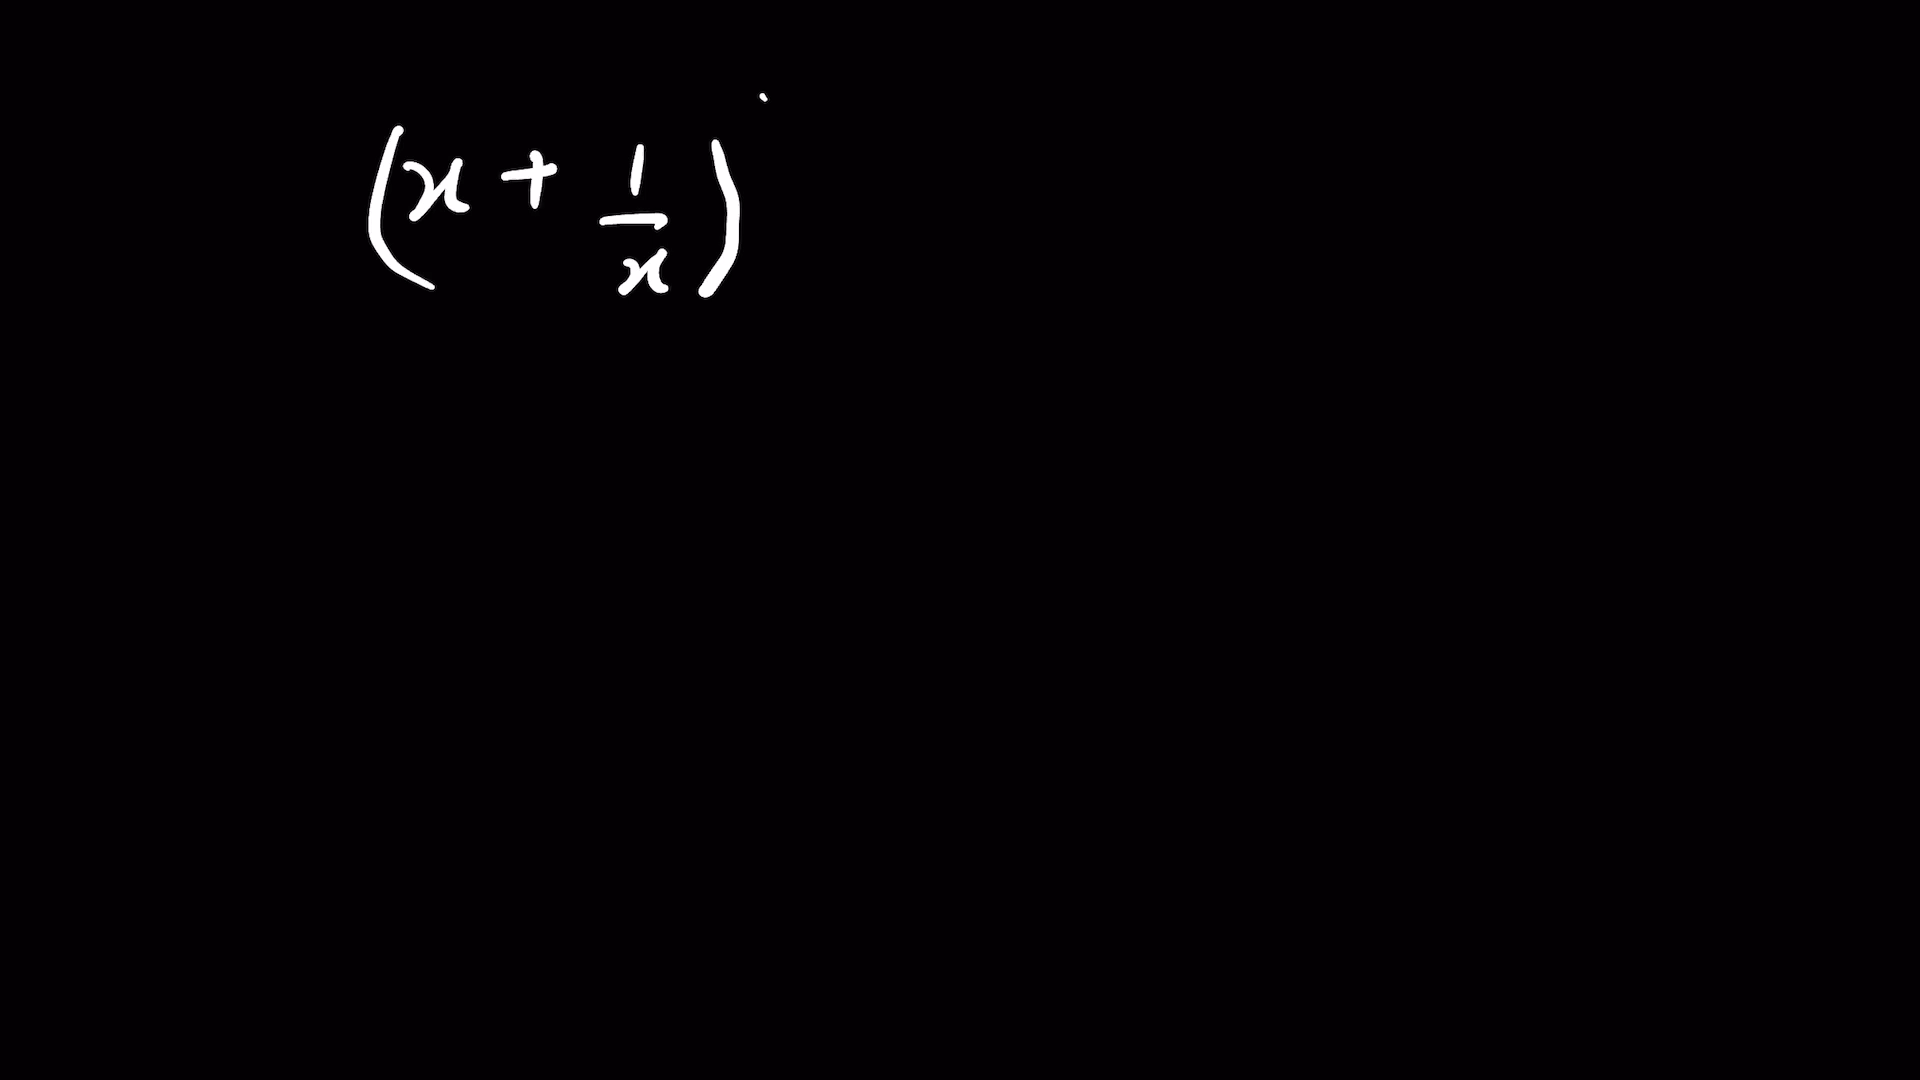 (x + 1/x)